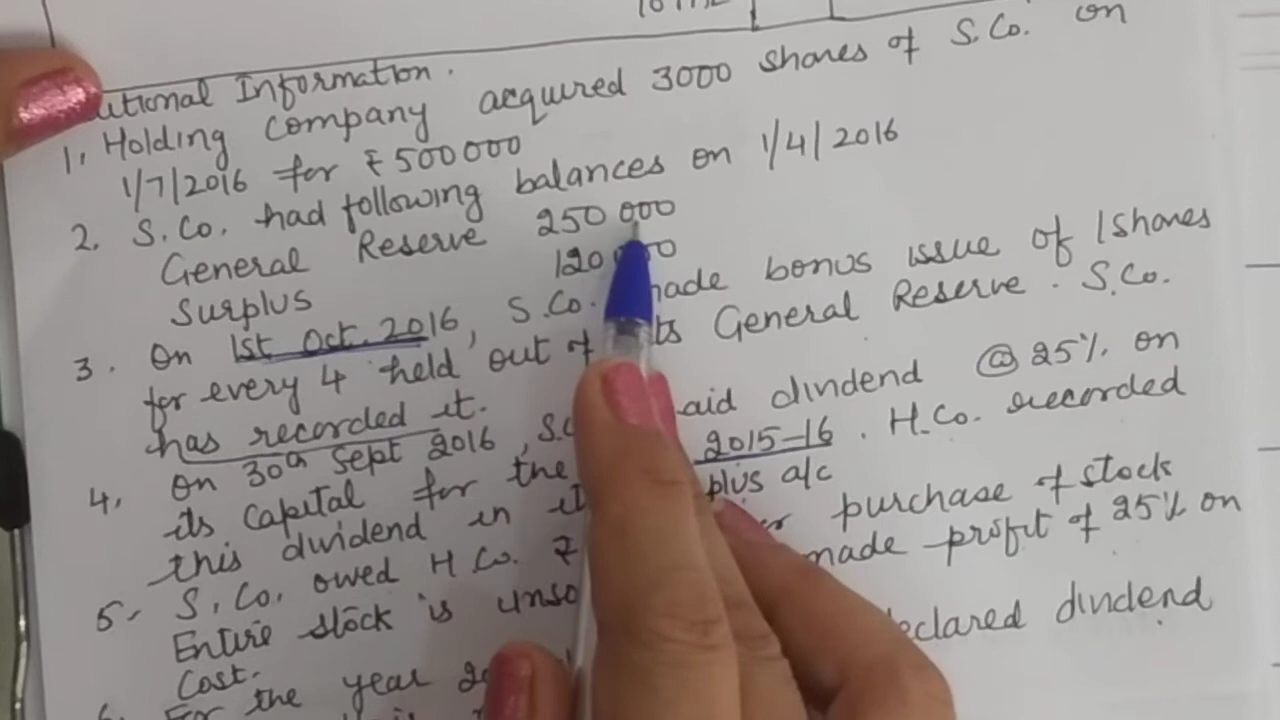 Information.
1. Holding Company acquired 3000 shares of S.Co. on
1/7/2016 for ₹500000
2. S.Co. had following balances on 1/4/2016
General Reserve 250000
Surplus
3. On 1st Oct. 2016, S.Co. made bonus issue of 1 shares
for every 4 held out of its General Reserve. S.Co.
has recorded it.
4, On 30th Sept 2016, dividend @ 25% on
its capital for the 2015-16. H.Co. recorded
this dividend in a/c
5. S.Co. owed H Co. ₹ purchase of stock
Entire stock is made profit of 25% on
Cost.
For the year dividend